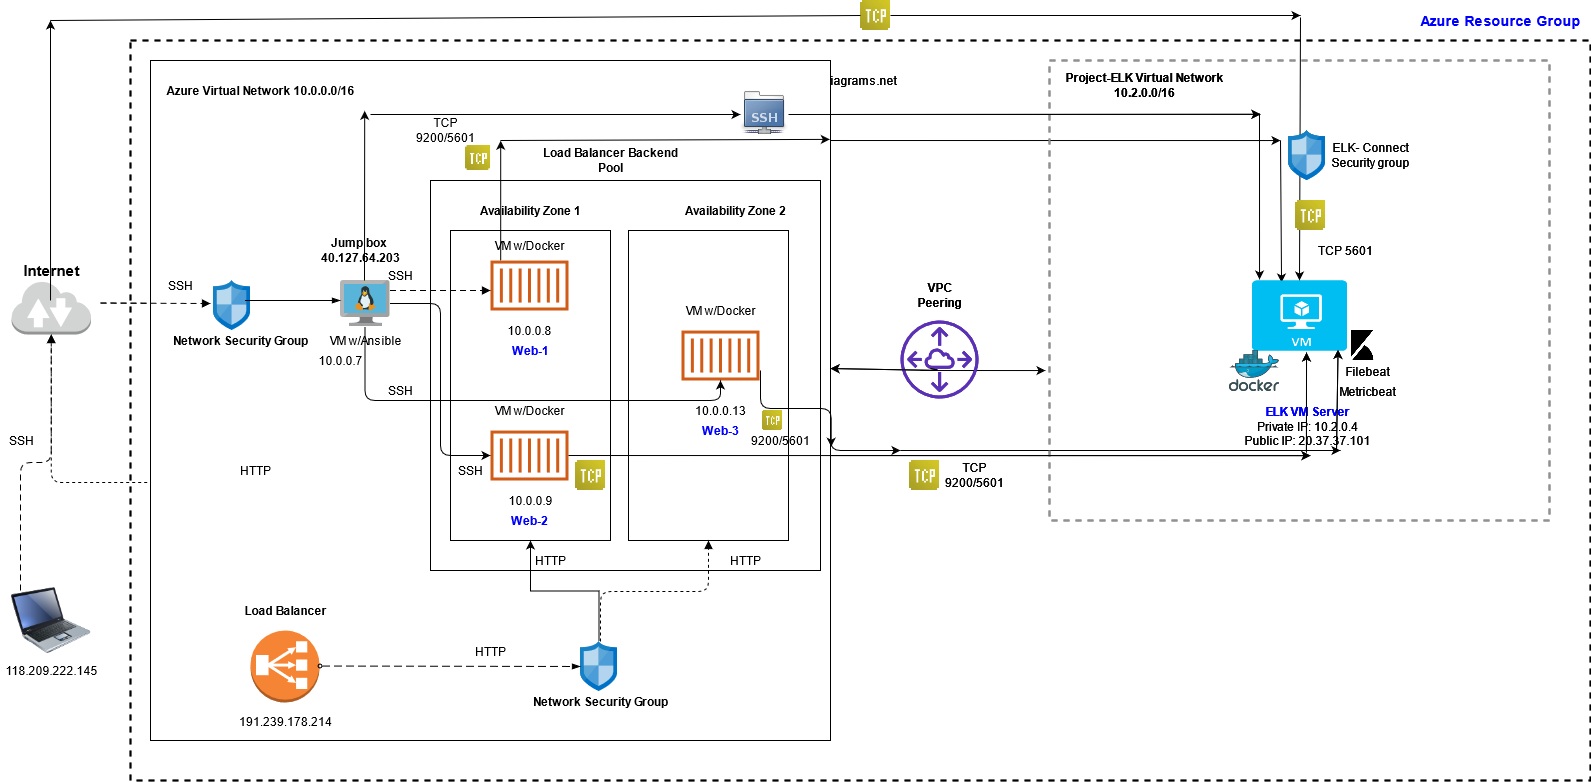 TCP
Azure Resource Group
iagrams.net
Azure Virtual Network 10.0.0.0/16
Project-ELK Virtual Network
10.2.0.0/16
SSH
TCP
9200/5601
TCP
Load Balancer Backend
Pool
ELK- Connect
Security group
Availability Zone 1
Availability Zone 2
TCP
TCP 5601
Jump box
40.127.64.203
VM w/Docker
SSH
Internet
SSH
Network Security Group
VM w/Ansible
10.0.0.7
10.0.0.8
Web-1
VM w/Docker
VPC
Peering
VM
docker
Filebeat
Metricbeat
SSH
VM w/Docker
10.0.0.13
Web-3
TCP
9200/5601
ELK VM Server
Private IP: 10.2.0.4
Public IP: 20.37.37.101
SSH
HTTP
SSH
TCP
TCP
TCP
9200/5601
10.0.0.9
Web-2
HTTP
HTTP
Load Balancer
HTTP
118.209.222.145
Network Security Group
191.239.178.214